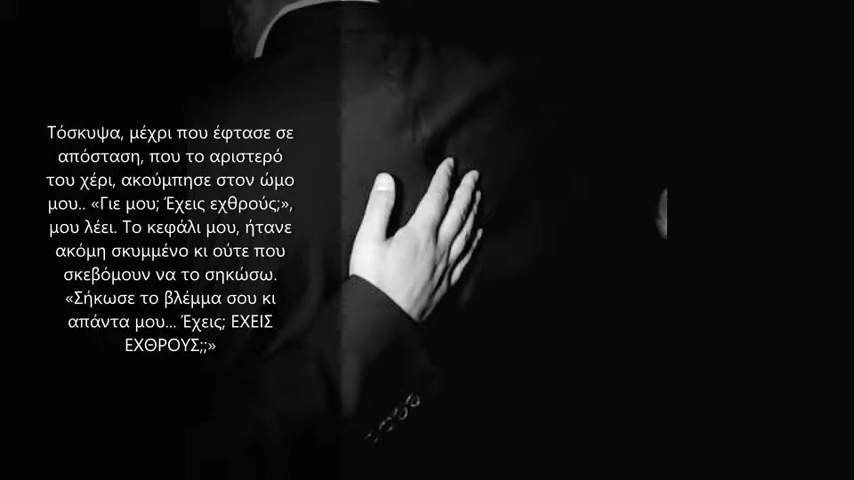 Τόσκυψα, μέχρι που έφτασε σε
απόσταση, που το αριστερό
του χέρι, ακούμπησε στον ώμο
μου.. «Γιε μου; Έχεις εχθρούς;»,
μου λέει. Το κεφάλι μου, ήτανε
ακόμη σκυμμένο κι ούτε που
σκεβόμουν να το σηκώσω.
«Σήκωσε το βλέμμα σου κι
απάντα μου... Έχεις; ΕΧΕΙΣ
ΕΧΘΡΟΥΣ;;»